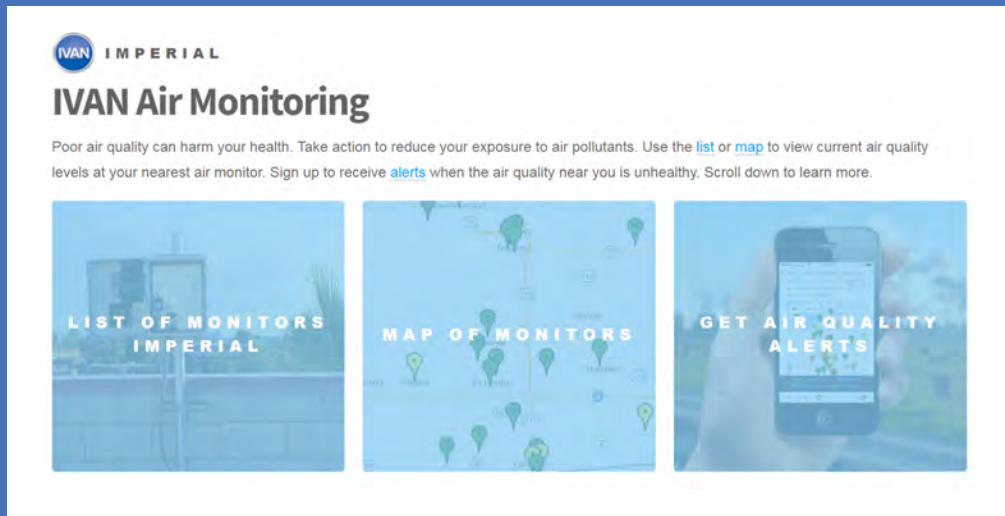 IVAN IMPERIAL
IVAN Air Monitoring
Poor air quality can harm your health. Take action to reduce your exposure to air pollutants. Use the list or map to view current air quality
levels at your nearest air monitor. Sign up to receive alerts when the air quality near you is unhealthy. Scroll down to learn more.
LIST OF MONITORS
IMPERIAL
MAP OF MONITORS
GET AIR QUALITY
ALERTS